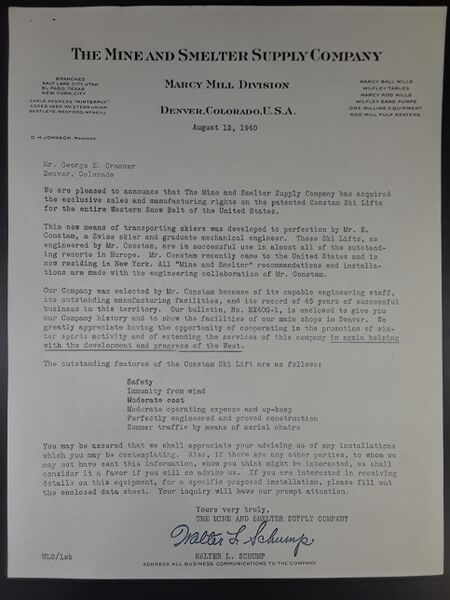 THE MINE AND SMELTER SUPPLY COMPANY
MARCY MILL DIVISION
DENVER, COLORADO, U.S.A.
BRANCHES
SALT LAKE CITY, UTAH
EL PASO, TEXAS
NEW YORK, CITY
CABLE ADDRESS "MINTERPLY"
CODES USED WESTERN UNION
BENTLEYS, BEDFORD, MCNEILL
D. H. JOHNSON, MANAGER
MARCY BALL MILLS
WILFLEY TABLES
MARCY ROD MILLS
WILFLEY SAND PUMPS
ORE MILLING EQUIPMENT
ROD MILL PULP BEATERS
August 12, 1940
Mr. George E. Cranmer
Denver, Colorado
We are pleased to announce that The Mine and Smelter Supply Company has acquired
the exclusive sales and manufacturing rights on the patented Constam Ski Lifts
for the entire Western Snow Belt of the United States.
This new means of transporting skiers was developed to perfection by Mr. E.
Constam, a Swiss skier and graduate mechanical engineer. These Ski Lifts, as
engineered by Mr. Constam, are in successful use in almost all of the outstand-
ing resorts in Europe. Mr. Constam recently came to the United States and is
now residing in New York. All "Mine and Smelter" recommendations and installa-
tions are made with the engineering collaboration of Mr. Constam.
Our Company was selected by Mr. Constam because of its capable engineering staff,
its outstanding manufacturing facilities, and its record of 45 years of successful
business in this territory. Our bulletin, No. ME400-1, is enclosed to give you
our Company history and to show the facilities of our main shops in Denver. We
greatly appreciate having the opportunity of cooperating in the promotion of win-
ter sports activity and of extending the services of this company in again helping
with the development and progress of the West.
The outstanding features of the Constam Ski Lift are as follows:
Safety
Immunity from wind
Moderate cost
Moderate operating expense and up-keep
Perfectly engineered and proved construction
Summer traffic by means of aerial chairs
You may be assured that we shall appreciate your advising us of any installations
which you may be contemplating. Also, if there are any other parties, to whom we
may not have sent this information, whom you think might be interested, we shall
consider it a favor if you will so advise us. If you are interested in receiving
details on this equipment, for a specific proposed installation, please fill out
the enclosed data sheet. Your inquiry will have our prompt attention.
Yours very truly,
THE MINE AND SMELTER SUPPLY COMPANY
Walter L. Schump
WLS/lsk
WALTER L. SCHUMP
ADDRESS ALL BUSINESS COMMUNICATIONS TO THE COMPANY